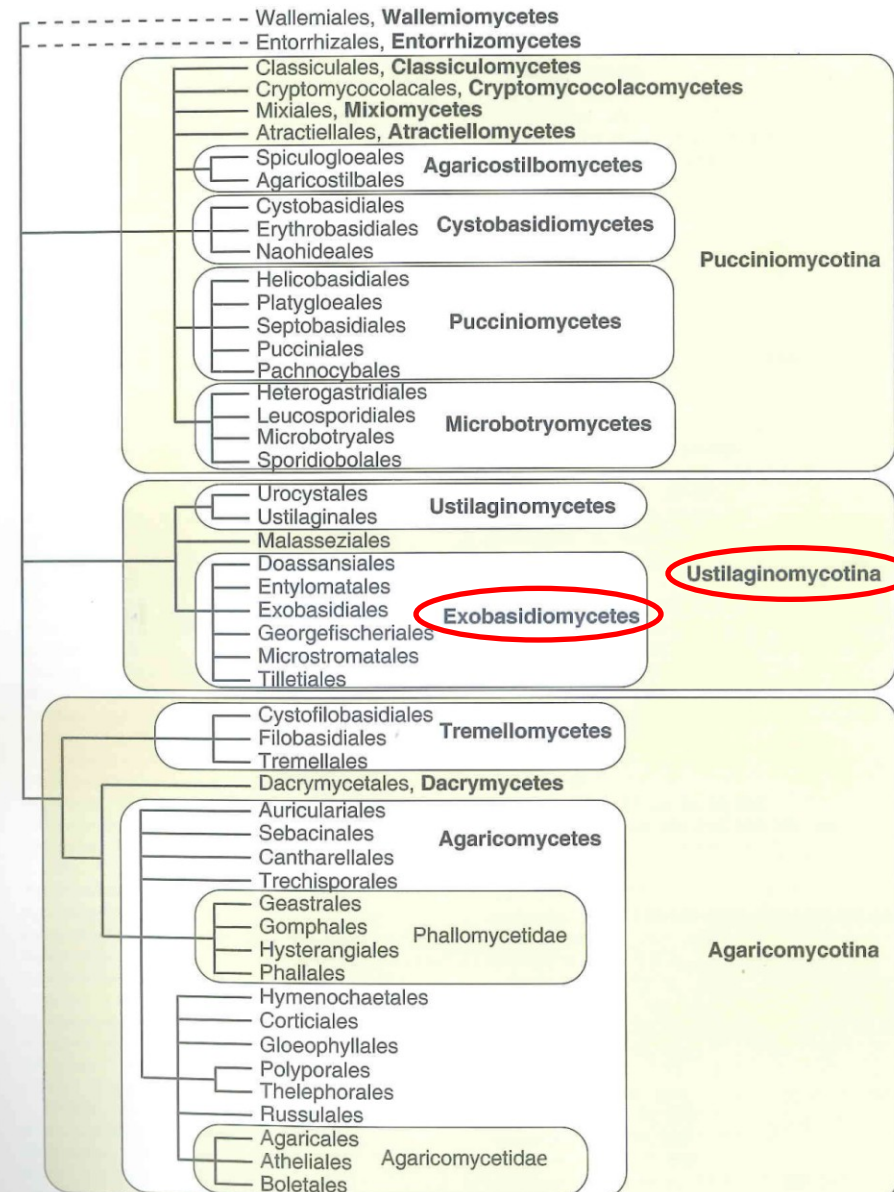 Wallemiales, Wallemiomycetes
Entorrhizales, Entorrhizomycetes
Classiculales, Classiculomycetes
Cryptomycocolacales, Cryptomycocolacomycetes
Mixiales, Mixiomycetes
Atractiellales, Atractiellomycetes
Spiculogloeales
Agaricostilbales
Agaricostilbomycetes
Cystobasidiales
Erythrobasidiales
Naohideales
Cystobasidiomycetes
Pucciniomycotina
Helicobasidiales
Platygloeales
Septobasidiales
Pucciniales
Pachnocybales
Pucciniomycetes
Heterogastridiales
Leucosporidiales
Microbotryales
Sporidiobolales
Microbotryomycetes
Urocystales
Ustilaginales
Ustilaginomycetes
Malasseziales
Ustilaginomycotina
Doassansiales
Entylomatales
Exobasidiales
Georgefischeriales
Microstromatales
Tilletiales
Exobasidiomycetes
Cystofilobasidiales
Filobasidiales
Tremellales
Tremellomycetes
Dacrymycetales, Dacrymycetes
Auriculariales
Sebacinales
Cantharellales
Trechisporales
Agaricomycetes
Geastrales
Gomphales
Hysterangiales
Phallales
Phallomycetidae
Agaricomycotina
Hymenochaetales
Corticiales
Gloeophyllales
Polyporales
Thelephorales
Russulales
Agaricales
Atheliales
Boletales
Agaricomycetidae